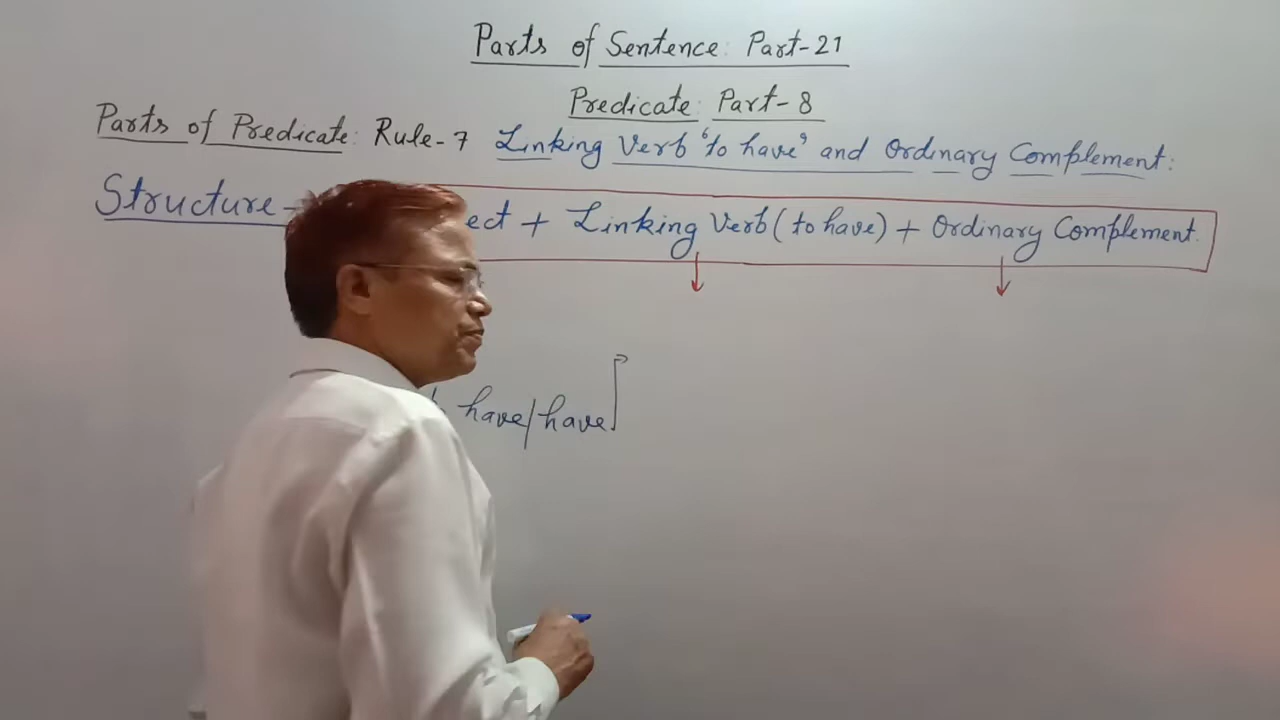 Parts of Sentence: Part-21
Predicate: Part-8
Parts of Predicate: Rule-7 Linking Verb 'to have' and Ordinary Complement:
Structure- ect + Linking Verb (to have) + Ordinary Complement.
have/have]